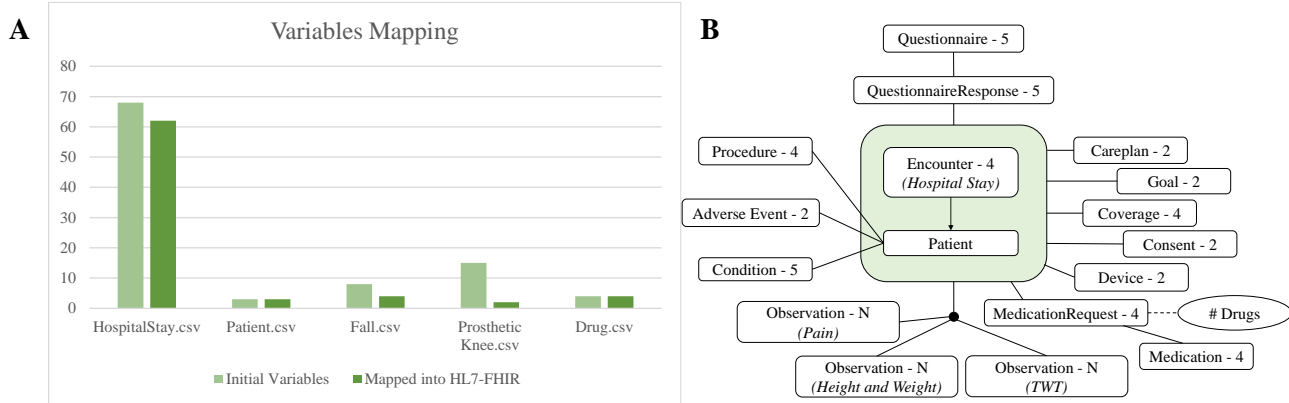 A
Variables Mapping
80
70
60
50
40
30
20
10
0
HospitalStay.csv
Patient.csv
Fall.csv
Prosthetic
Knee.csv
Drug.csv
Initial Variables
Mapped into HL7-FHIR
B
Questionnaire - 5
QuestionnaireResponse - 5
Procedure - 4
Encounter - 4
(Hospital Stay)
Careplan - 2
Goal - 2
Adverse Event - 2
Coverage - 4
Patient
Consent - 2
Condition - 5
Device - 2
Observation - N
(Pain)
MedicationRequest - 4
# Drugs
Observation - N
(Height and Weight)
Observation - N
(TWT)
Medication - 4